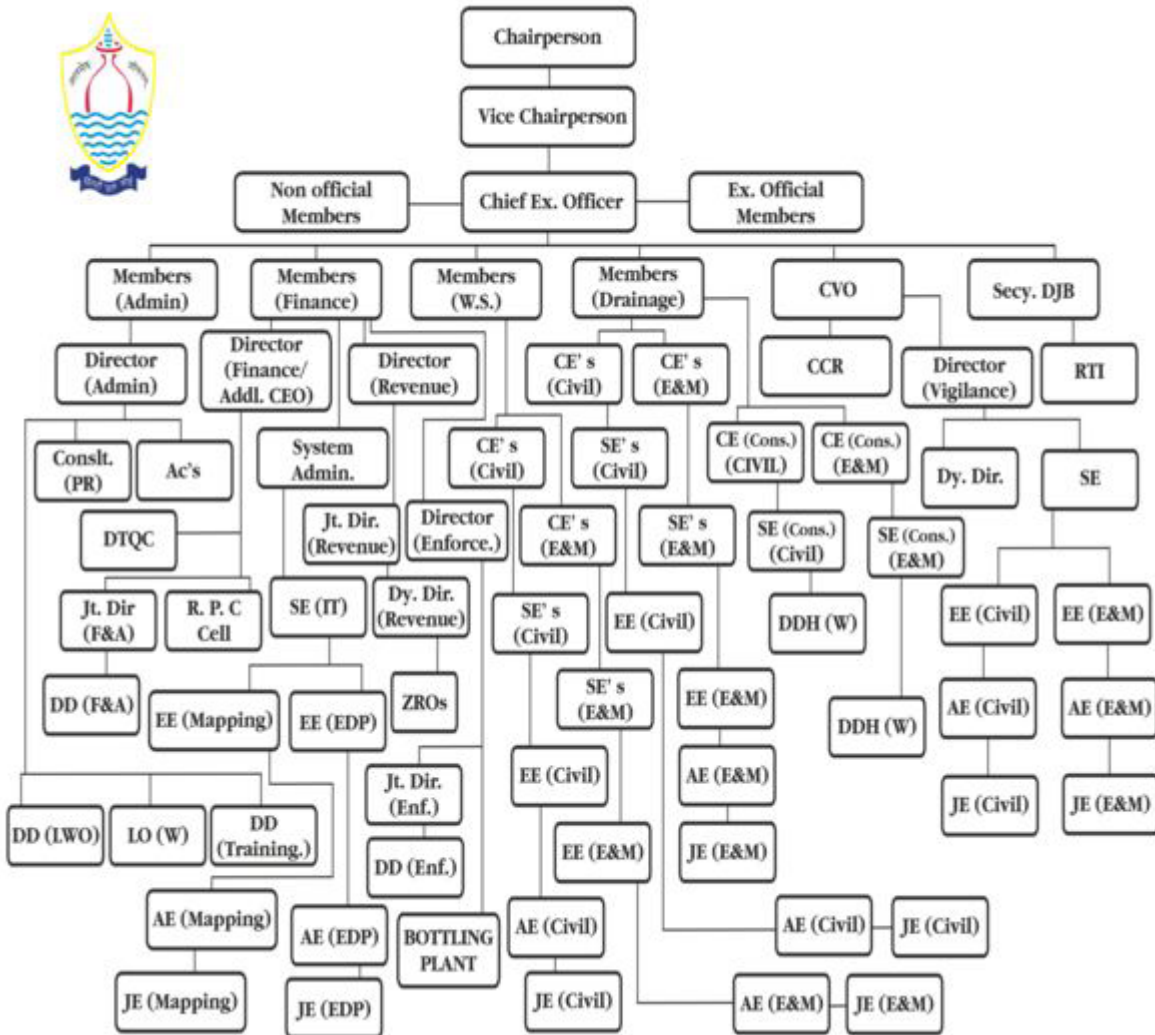 Chairperson
Vice Chairperson
Non official
Members
Chief Ex. Officer
Ex. Official
Members
Members
(Admin)
Members
(Finance)
Members
(W.S.)
Members
(Drainage)
CVO
Secy. DJB
Director
(Admin)
Director
(Finance/
Addl. CEO)
Director
(Revenue)
CE' s
(Civil)
CE' s
(E&M)
CCR
Director
(Vigilance)
RTI
Conslt.
(PR)
Ac's
System
Admin.
CE' s
(Civil)
SE' s
(Civil)
CE (Cons.)
(CIVIL)
CE (Cons.)
(E&M)
Dy. Dir.
SE
DTQC
Jt. Dir.
(Revenue)
Director
(Enforce.)
CE' s
(E&M)
SE' s
(E&M)
SE (Cons.)
(Civil)
SE (Cons.)
(E&M)
Jt. Dir
(F&A)
R. P. C
Cell
SE (IT)
Dy. Dir.
(Revenue)
SE' s
(Civil)
EE (Civil)
DDH (W)
EE (Civil)
EE (E&M)
DD (F&A)
EE (Mapping)
EE (EDP)
ZROs
SE' s
(E&M)
EE (E&M)
DDH (W)
AE (Civil)
AE (E&M)
Jt. Dir.
(Enf.)
EE (Civil)
AE (E&M)
JE (Civil)
JE (E&M)
DD (LWO)
LO (W)
DD
(Training.)
DD (Enf.)
EE (E&M)
JE (E&M)
AE (Mapping)
AE (EDP)
BOTTLING
PLANT
AE (Civil)
AE (Civil)
JE (Civil)
JE (Mapping)
JE (EDP)
JE (Civil)
AE (E&M)
JE (E&M)